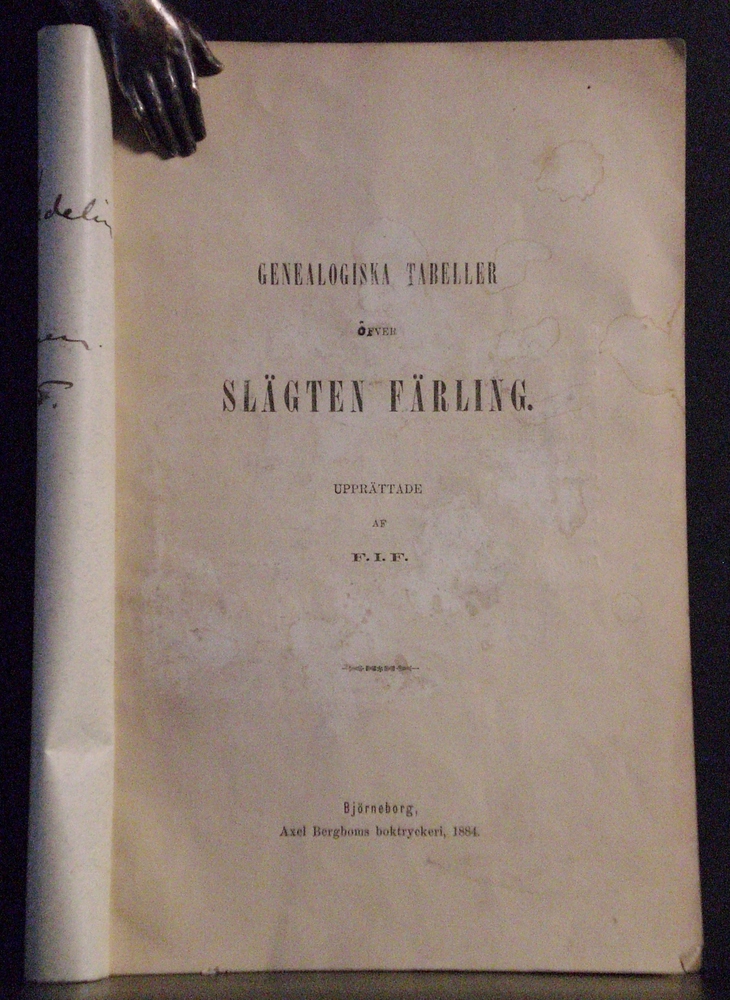 GENEALOGISKA TABELLER
ÖFVER
SLÄGTEN FÄRLING.
UPPRÄTTADE
AF
F. I. F.
Björneborg,
Axel Bergboms boktryckeri, 1884.